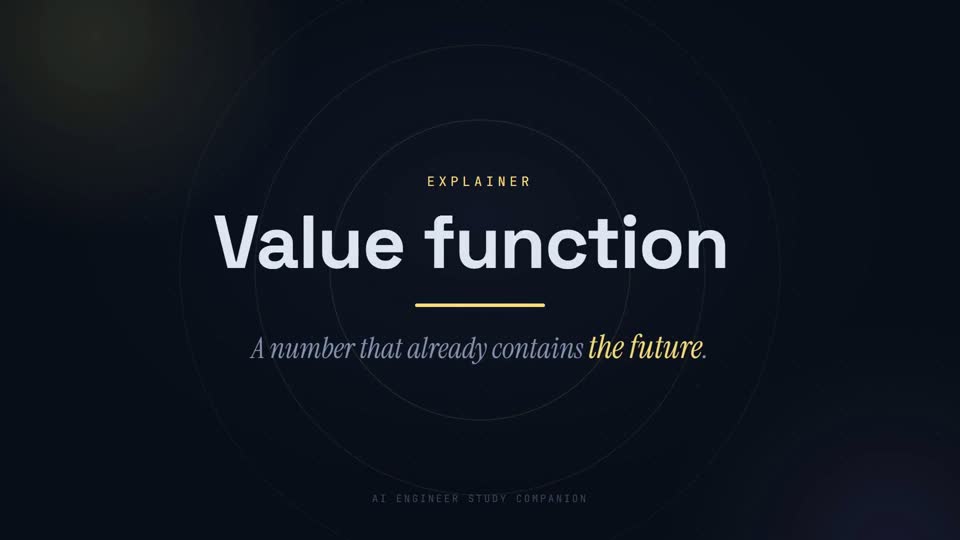 EXPLAINER
Value function
A number that already contains the future.
AI ENGINEER STUDY COMPANION